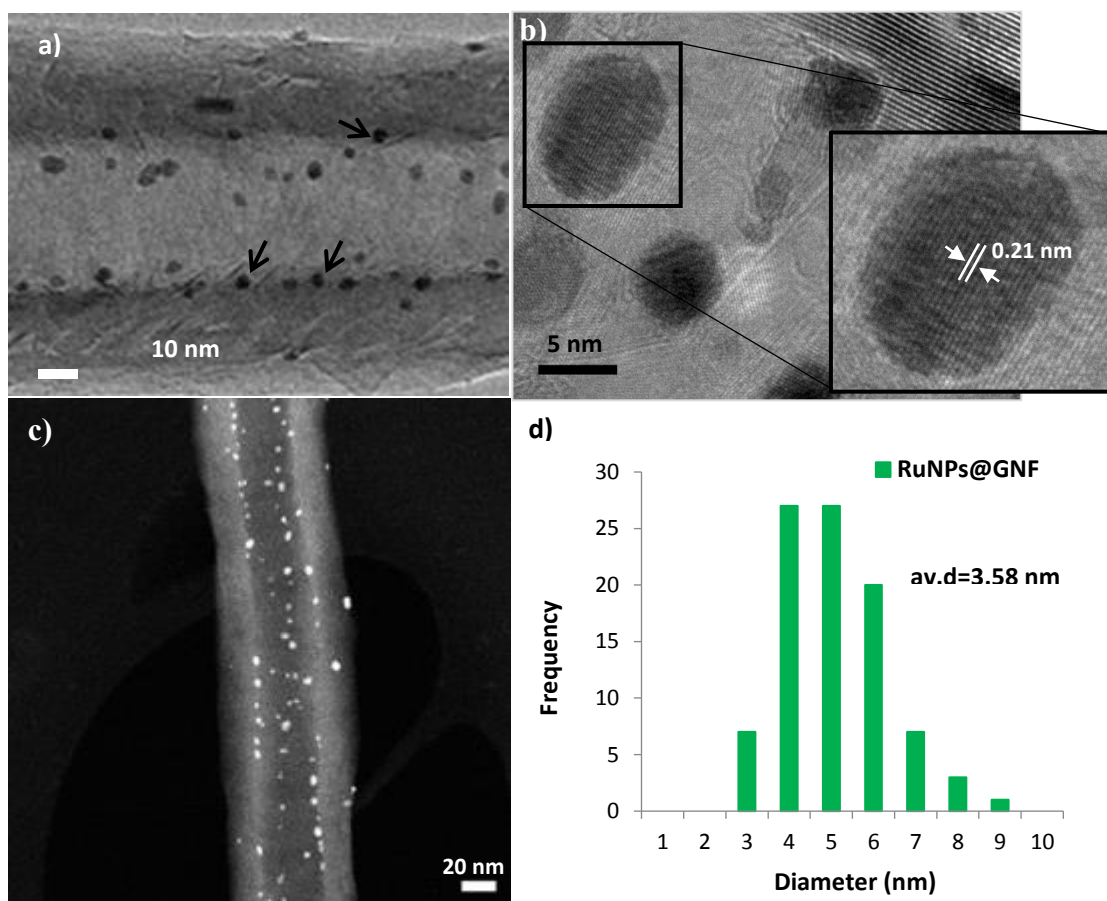 a)
10 nm
b)
0.21 nm
5 nm
c)
20 nm
d)
RuNPs@GNF
av.d=3.58 nm
30
25
20
15
10
5
0
Frequency
1 2 3 4 5 6 7 8 9 10
Diameter (nm)